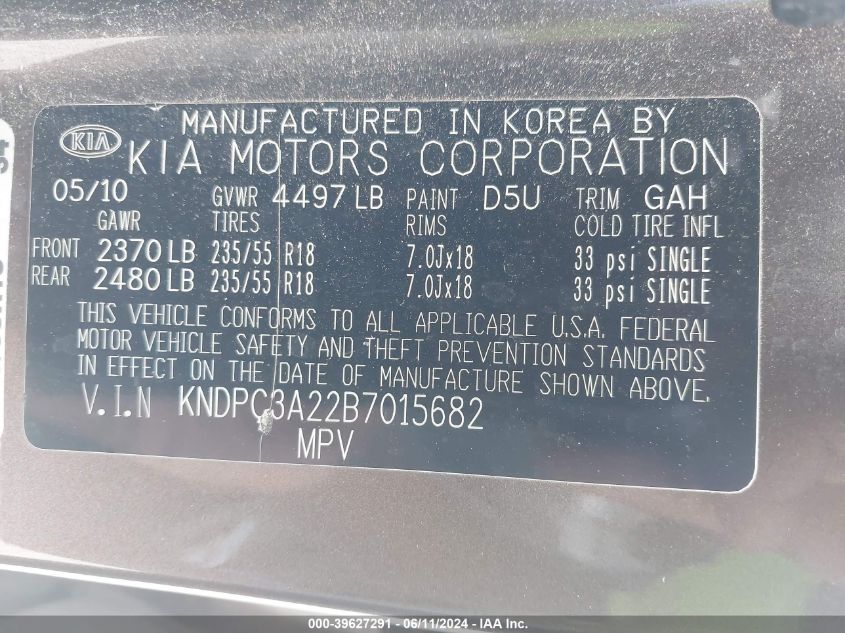 MANUFACTURED IN KOREA BY
KIA KIA MOTORS CORPORATION
05/10 GVWR 4497 LB PAINT D5U TRIM GAH
GAWR TIRES RIMS COLD TIRE INFL
FRONT 2370 LB 235/55 R18 7.0Jx18 33 psi SINGLE
REAR 2480 LB 235/55 R18 7.0Jx18 33 psi SINGLE
THIS VEHICLE CONFORMS TO ALL APPLICABLE U.S.A. FEDERAL
MOTOR VEHICLE SAFETY AND THEFT PREVENTION STANDARDS
IN EFFECT ON THE DATE OF MANUFACTURE SHOWN ABOVE.
V.I.N KNDPC3A22B7015682
MPV
000-39627291 - 06/11/2024 - IAA Inc.